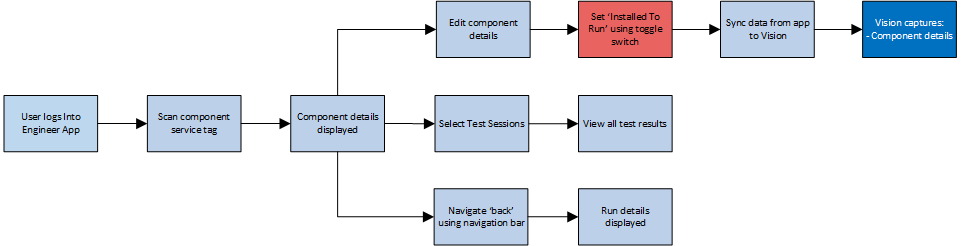 Edit component
details
Set ‘Installed To
Run’ using toggle
switch
Sync data from app
to Vision
Vision captures:
- Component details
User logs Into
Engineer App
Scan component
service tag
Component details
displayed
Select Test Sessions
View all test results
Navigate ‘back’
using navigation bar
Run details
displayed